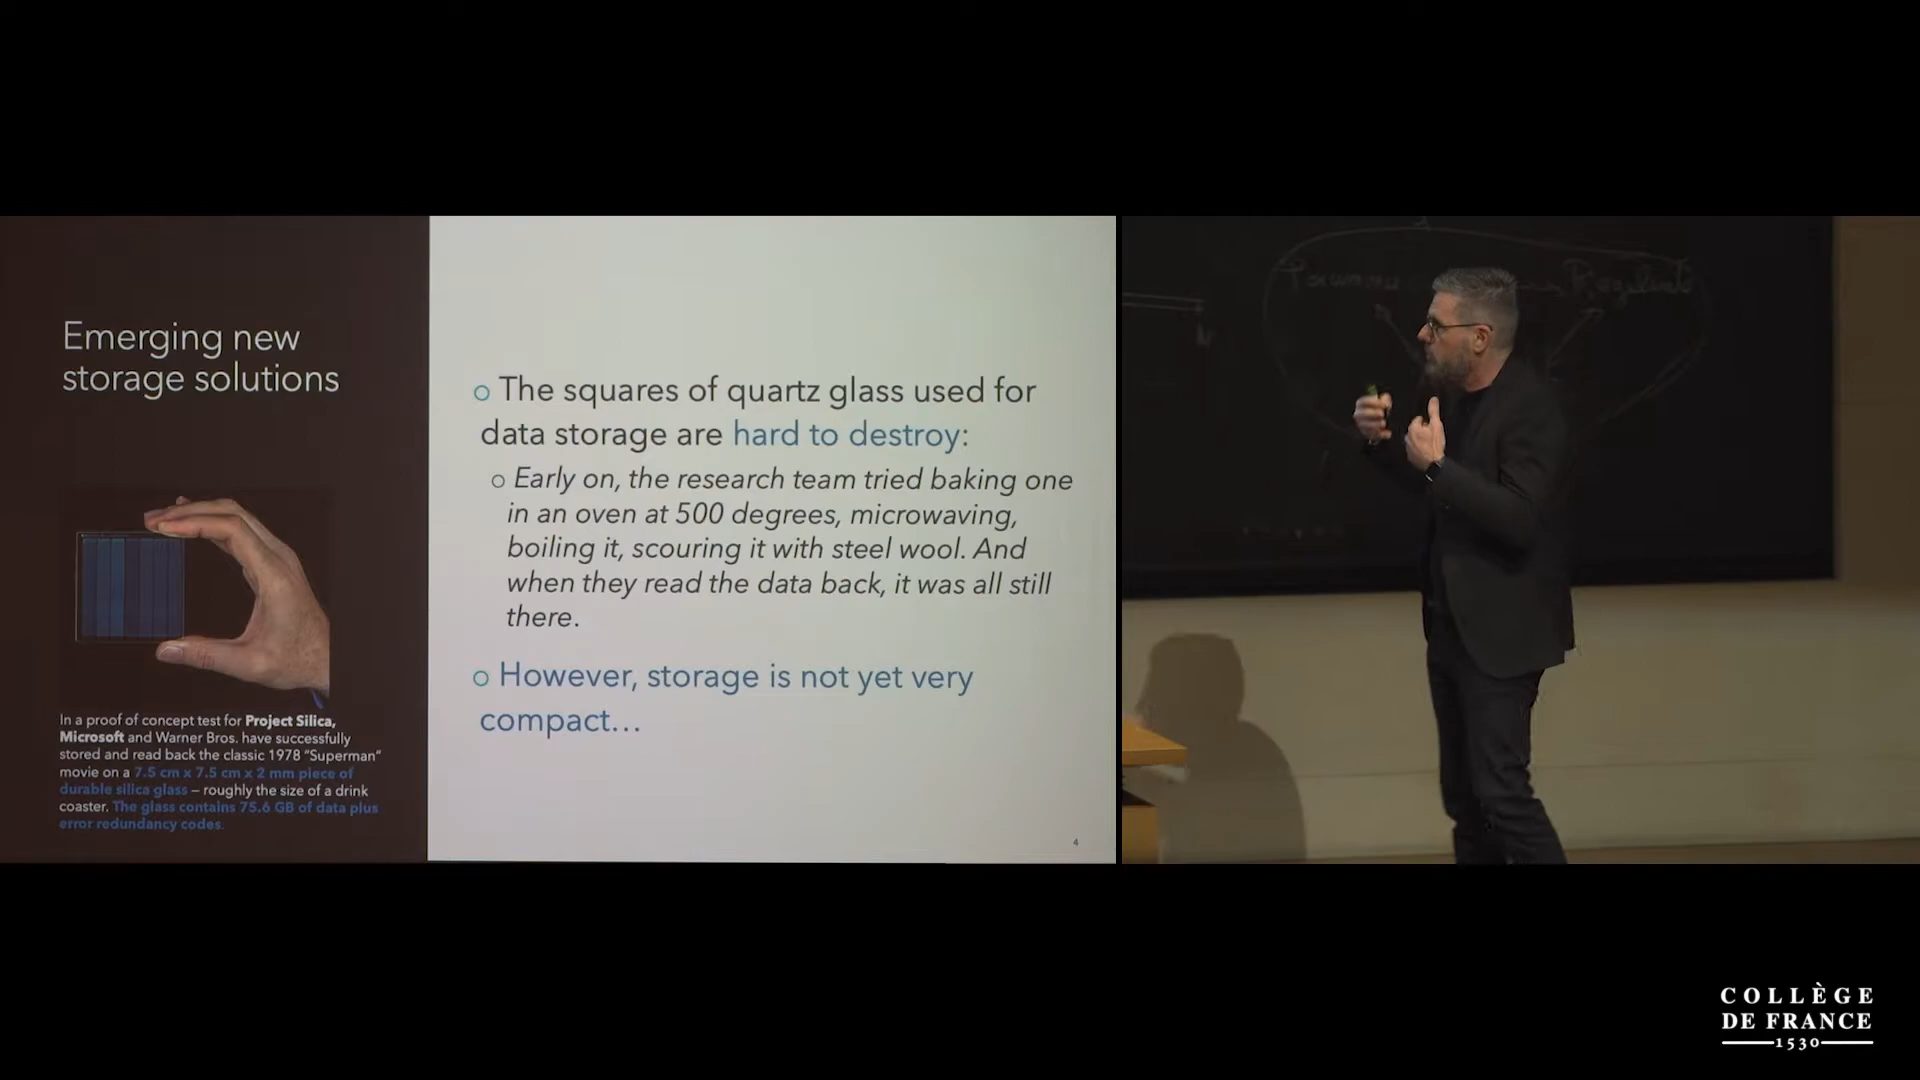 Emerging new
storage solutions
In a proof of concept test for Project Silica,
Microsoft and Warner Bros. have successfully
stored and read back the classic 1978 "Superman"
movie on a 7.5 cm x 7.5 cm x 2 mm piece of
durable silica glass – roughly the size of a drink
coaster. The glass contains 75.6 GB of data plus
error redundancy codes.
o The squares of quartz glass used for
data storage are hard to destroy:
o Early on, the research team tried baking one
in an oven at 500 degrees, microwaving,
boiling it, scouring it with steel wool. And
when they read the data back, it was all still
there.
o However, storage is not yet very
compact...
4
COLLÈGE
DE FRANCE
1530